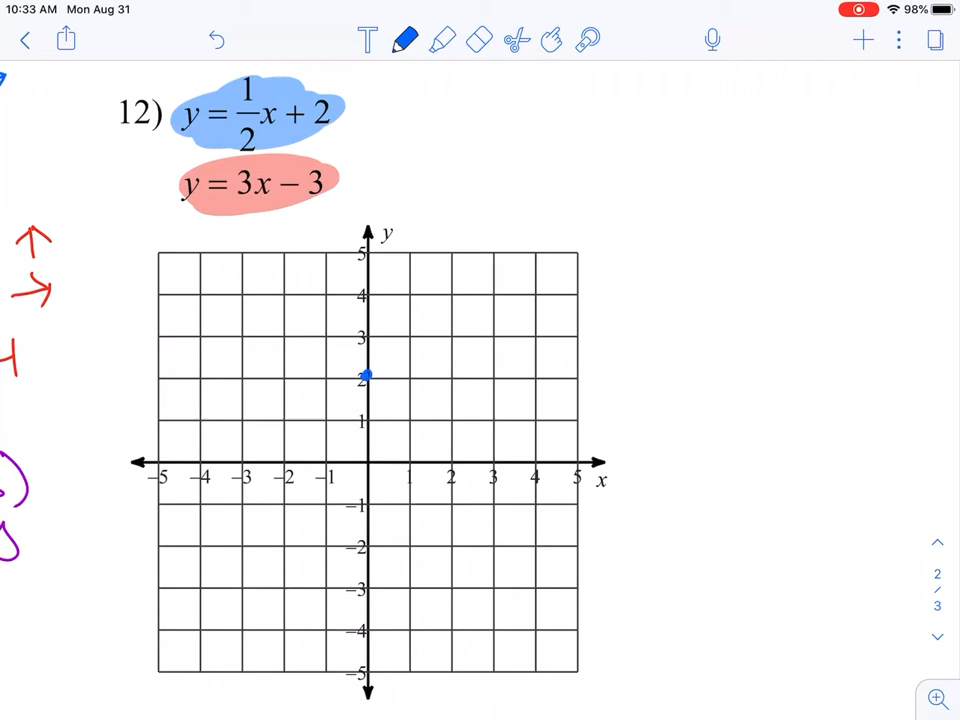 10:33 AM Mon Aug 31 98%
T
12) y = 1/2 x + 2
y = 3x − 3
y
5
4
3
2
1
−5 −4 −3 −2 −1 1 2 3 4 5 x
−1
−2
−3
−4
−5
2
/
3